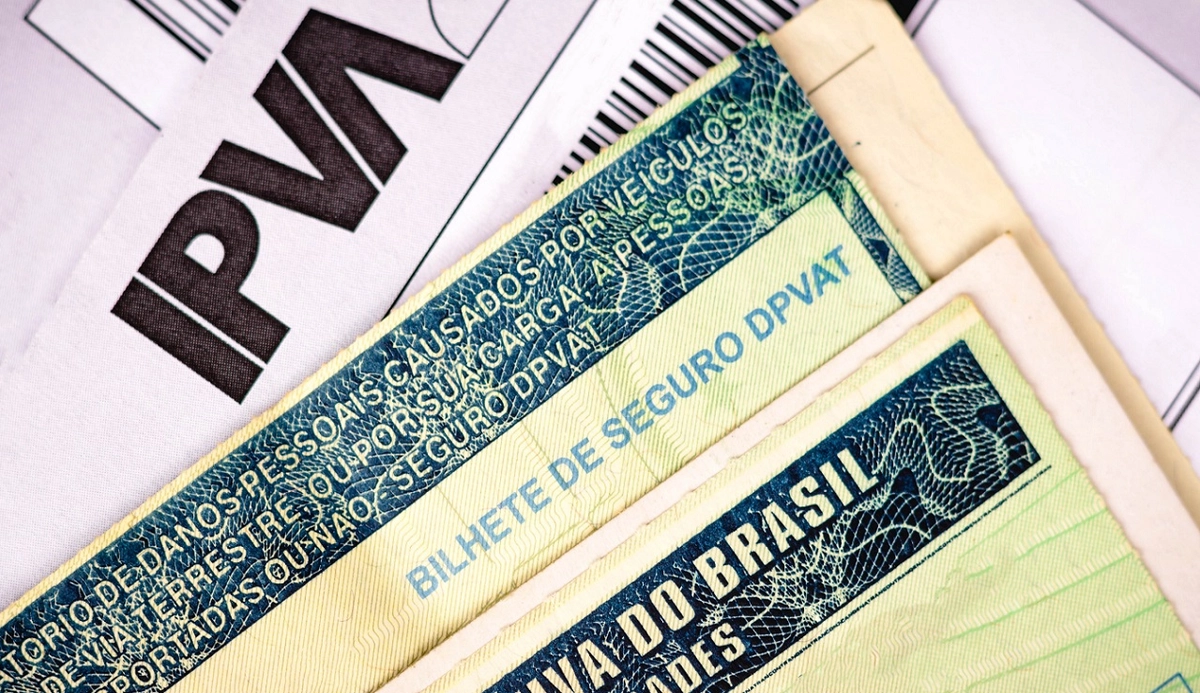 IPVA
ATÓRIO DE DANOS PESSOAIS CAUSADOS POR VEÍCULOS
DE VIA TERRESTRE, OU POR SUA CARGA, A PESSOAS
PORTADAS OU NÃO - SEGURO DPVAT
BILHETE DE SEGURO DPVAT
IVA DO BRASIL
ADES